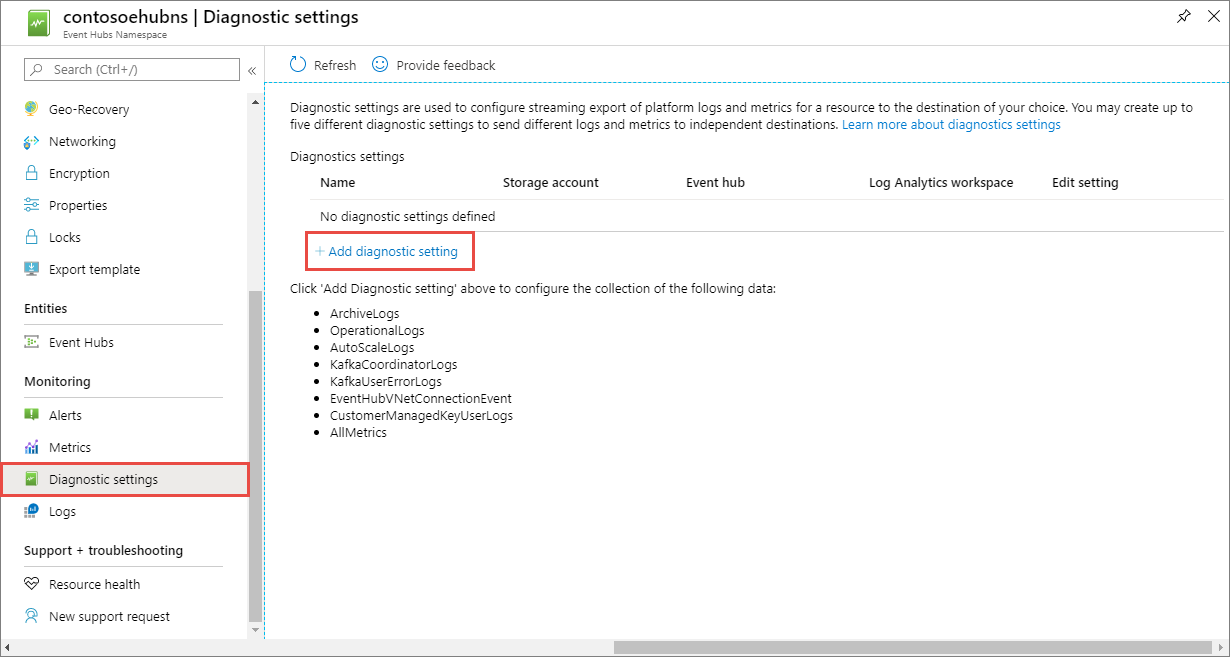 contosoehubns | Diagnostic settings
Event Hubs Namespace
Search (Ctrl+/)
«
Refresh
Provide feedback
Geo-Recovery
Networking
Encryption
Properties
Locks
Export template
Entities
Event Hubs
Monitoring
Alerts
Metrics
Diagnostic settings
Logs
Support + troubleshooting
Resource health
New support request
Diagnostic settings are used to configure streaming export of platform logs and metrics for a resource to the destination of your choice. You may create up to
five different diagnostic settings to send different logs and metrics to independent destinations. Learn more about diagnostics settings
Diagnostics settings
Name Storage account Event hub Log Analytics workspace Edit setting
No diagnostic settings defined
+ Add diagnostic setting
Click 'Add Diagnostic setting' above to configure the collection of the following data:
• ArchiveLogs
• OperationalLogs
• AutoScaleLogs
• KafkaCoordinatorLogs
• KafkaUserErrorLogs
• EventHubVNetConnectionEvent
• CustomerManagedKeyUserLogs
• AllMetrics